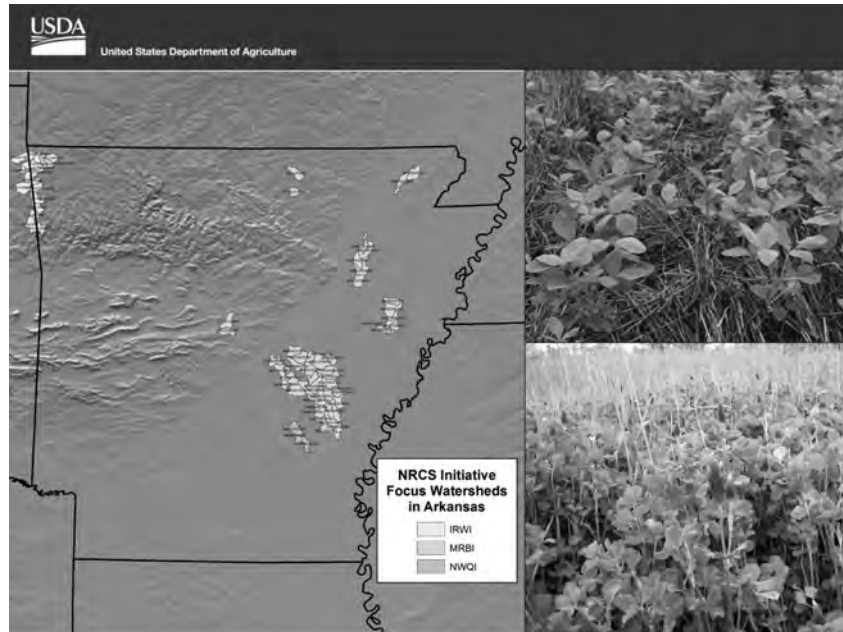 USDA
United States Department of Agriculture
NRCS Initiative
Focus Watersheds
in Arkansas
IRWI
MRBI
NWQI